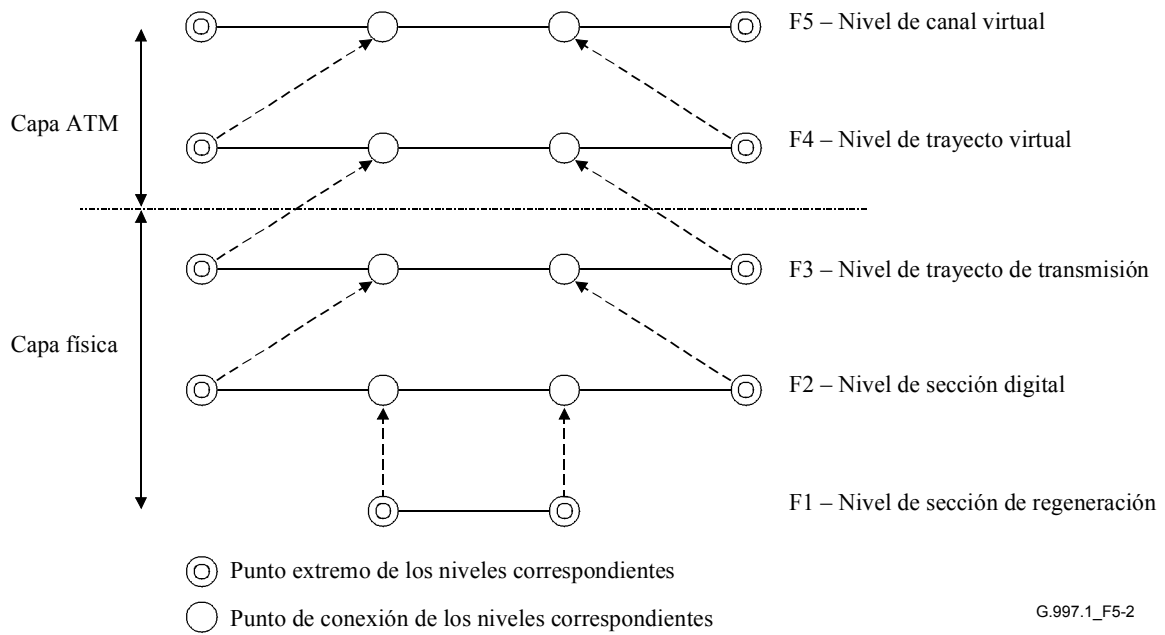 F5 – Nivel de canal virtual
Capa ATM
F4 – Nivel de trayecto virtual
F3 – Nivel de trayecto de transmisión
Capa física
F2 – Nivel de sección digital
F1 – Nivel de sección de regeneración
Punto extremo de los niveles correspondientes
Punto de conexión de los niveles correspondientes
G.997.1_F5-2